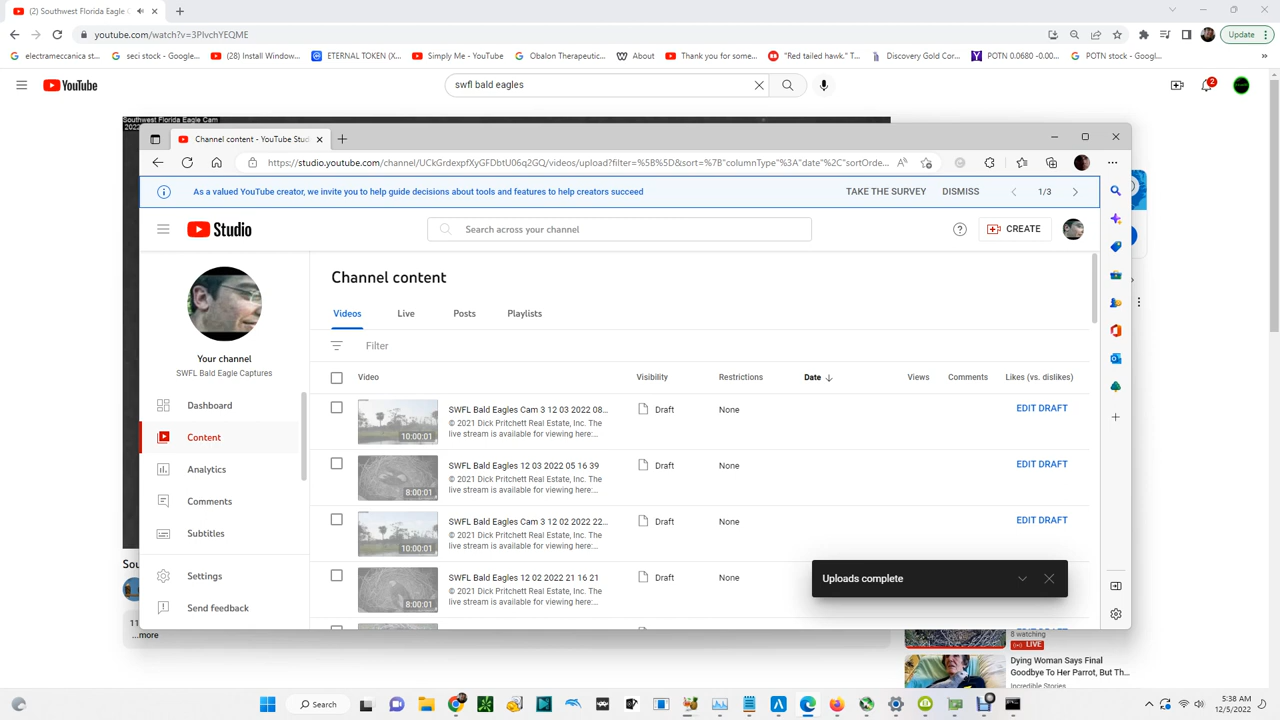 (2) Southwest Florida Eagle C
youtube.com/watch?v=3PIvchYEQME
Update
electrameccanica st...
seci stock - Google...
(28) Install Window...
ETERNAL TOKEN (X...
Simply Me - YouTube
Obalon Therapeutic...
About
Thank you for some...
"Red tailed hawk." T...
Discovery Gold Cor...
POTN 0.0680 -0.00...
POTN stock - Googl...
»
YouTube
swfl bald eagles
2
Southwest Florida Eagle Cam
2022
Channel content - YouTube Stud
https://studio.youtube.com/channel/UCkGrdexpfXyGFDbtU06q2GQ/videos/upload?filter=%5B%5D&sort=%7B"columnType"%3A"date"%2C"sortOrde...
As a valued YouTube creator, we invite you to help guide decisions about tools and features to help creators succeed
TAKE THE SURVEY
DISMISS
1/3
Studio
Search across your channel
CREATE
Channel content
Videos
Live
Posts
Playlists
Filter
Your channel
SWFL Bald Eagle Captures
Dashboard
Content
Analytics
Comments
Subtitles
Settings
Send feedback
Video
Visibility
Restrictions
Date
Views
Comments
Likes (vs. dislikes)
10:00:01
SWFL Bald Eagles Cam 3 12 03 2022 08...
© 2021 Dick Pritchett Real Estate, Inc. The
live stream is available for viewing here:...
Draft
None
EDIT DRAFT
8:00:01
SWFL Bald Eagles 12 03 2022 05 16 39
© 2021 Dick Pritchett Real Estate, Inc. The
live stream is available for viewing here:...
Draft
None
EDIT DRAFT
10:00:01
SWFL Bald Eagles Cam 3 12 02 2022 22...
© 2021 Dick Pritchett Real Estate, Inc. The
live stream is available for viewing here:...
Draft
None
EDIT DRAFT
8:00:01
SWFL Bald Eagles 12 02 2022 21 16 21
© 2021 Dick Pritchett Real Estate, Inc. The
live stream is available for viewing here:...
Draft
None
Uploads complete
Sou
11
...more
8 watching
LIVE
Dying Woman Says Final
Goodbye To Her Parrot, But Th...
Incredible Stories
Search
5:38 AM
12/5/2022